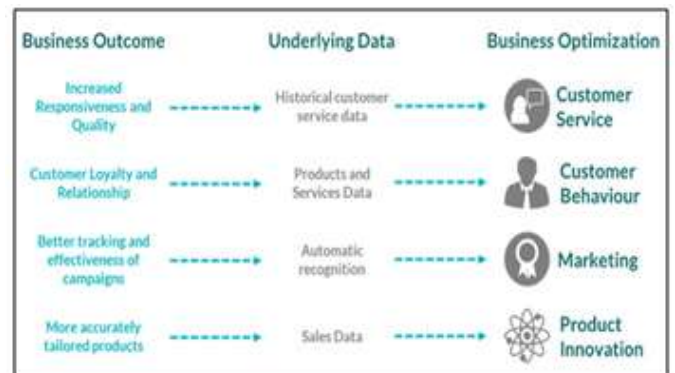 Business Outcome
Underlying Data
Business Optimization
Increased
Responsiveness and
Quality
Historical customer
service data
Customer
Service
Customer Loyalty and
Relationship
Products and
Services Data
Customer
Behaviour
Better tracking and
effectiveness of
campaigns
Automatic
recognition
Marketing
More accurately
tailored products
Sales Data
Product
Innovation